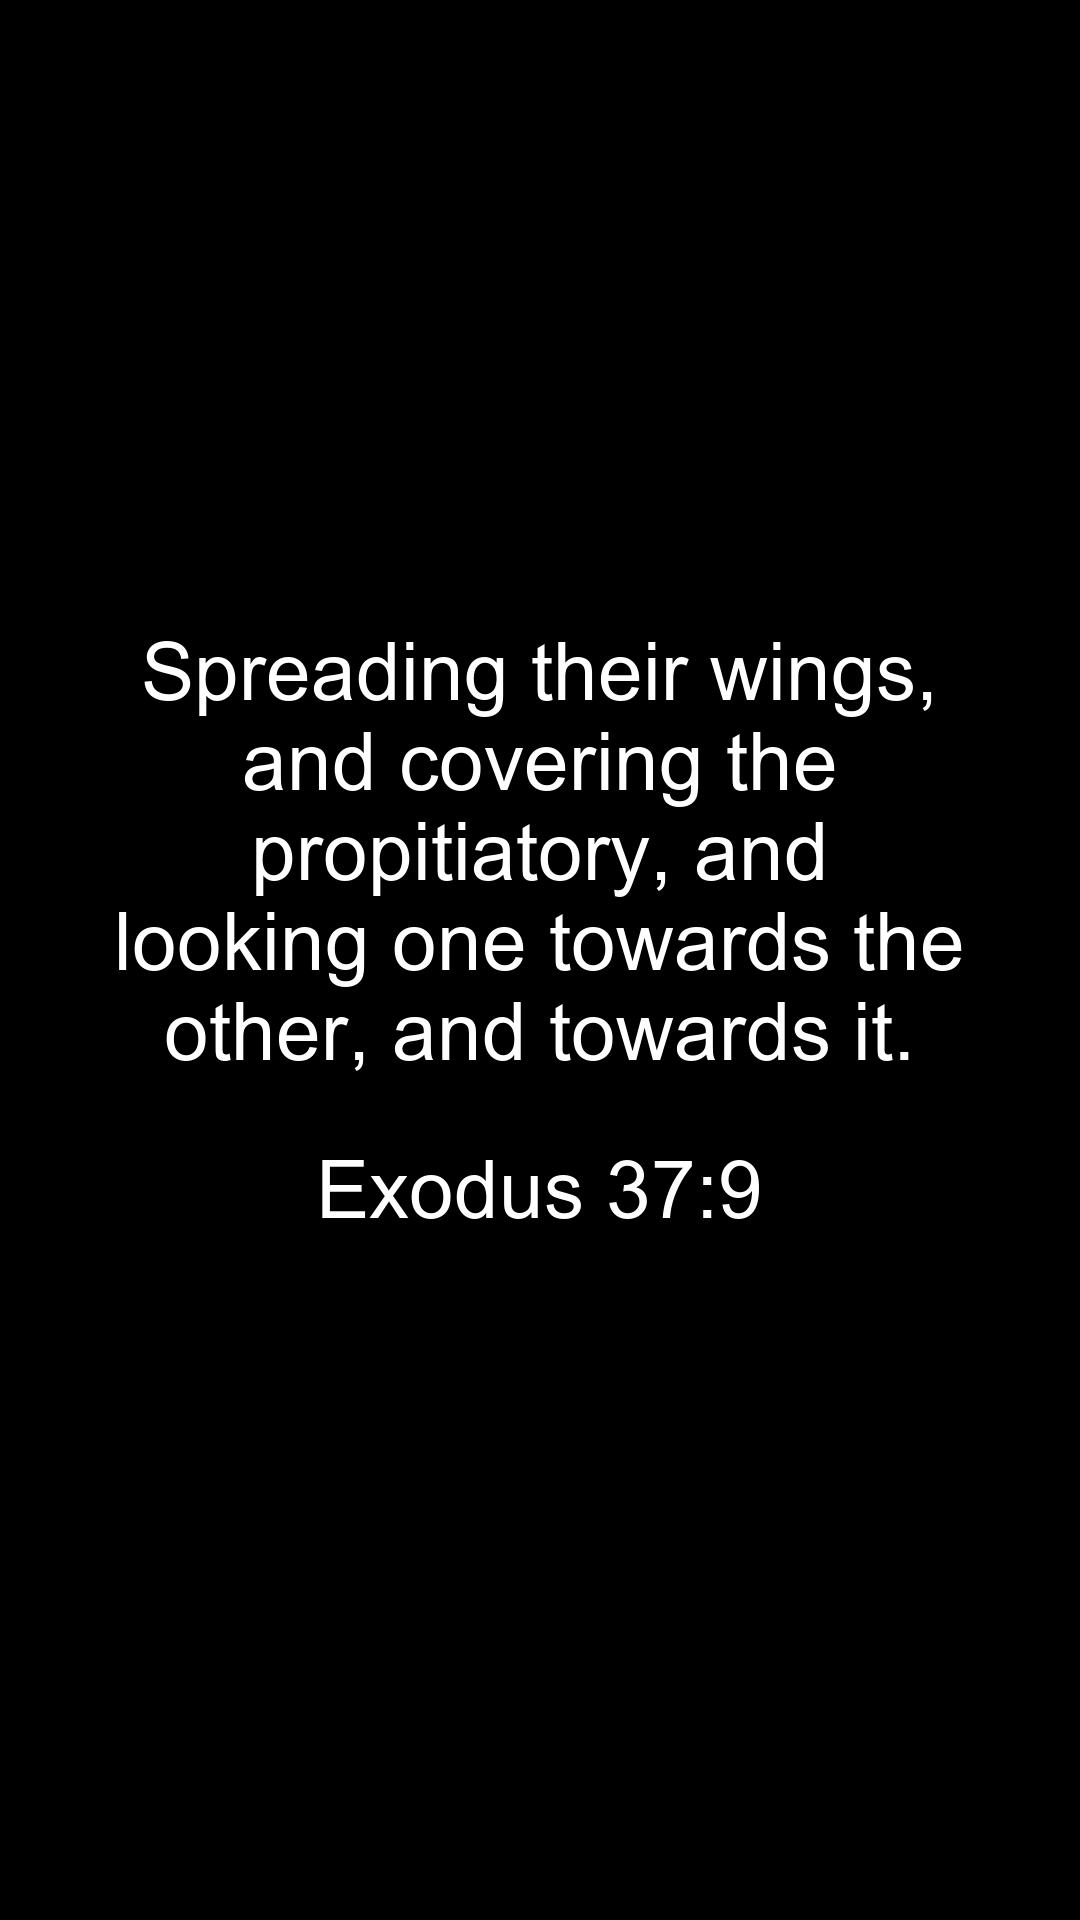 Spreading their wings,
and covering the
propitiatory, and
looking one towards the
other, and towards it.
Exodus 37:9